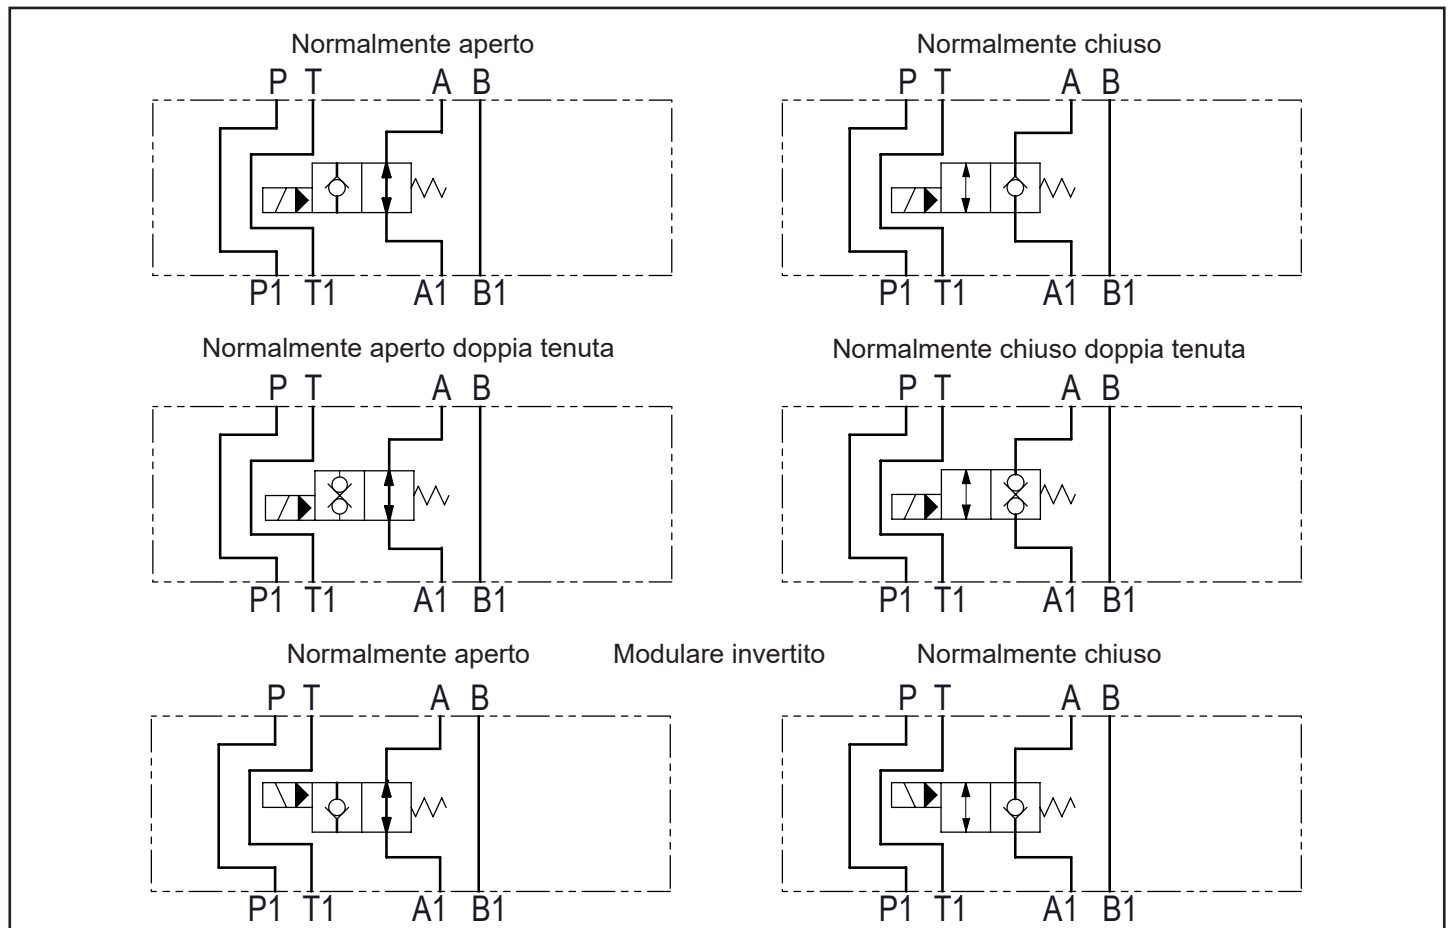 Normalmente aperto Normalmente chiuso
P T A B P T A B
P1 T1 A1 B1 P1 T1 A1 B1
Normalmente aperto doppia tenuta Normalmente chiuso doppia tenuta
P T A B P T A B
P1 T1 A1 B1 P1 T1 A1 B1
Normalmente aperto Modulare invertito Normalmente chiuso
P T A B P T A B
P1 T1 A1 B1 P1 T1 A1 B1